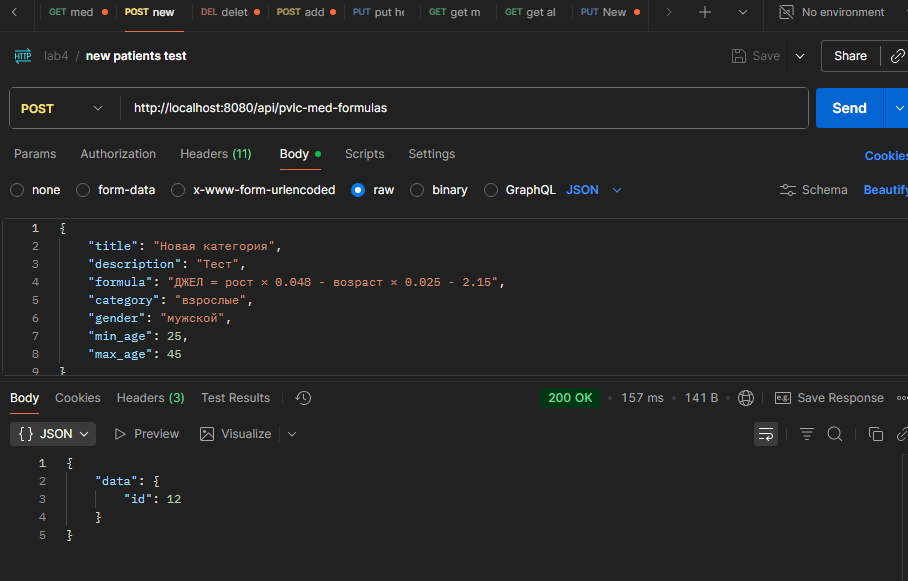 GET med POST new DEL delet POST add PUT put he GET get m GET get al PUT New No environment
HTTP lab4 / new patients test Save Share
POST http://localhost:8080/api/pvlc-med-formulas Send
Params Authorization Headers (11) Body Scripts Settings Cookies
none form-data x-www-form-urlencoded raw binary GraphQL JSON Schema Beautify
1 {
2 "title": "Новая категория",
3 "description": "Тест",
4 "formula": "ДЖЕЛ = рост × 0.048 - возраст × 0.025 - 2.15",
5 "category": "взрослые",
6 "gender": "мужской",
7 "min_age": 25,
8 "max_age": 45
9 }
Body Cookies Headers (3) Test Results 200 OK • 157 ms • 141 B e.g. Save Response
{} JSON Preview Visualize
1 {
2 "data": {
3 "id": 12
4 }
5 }